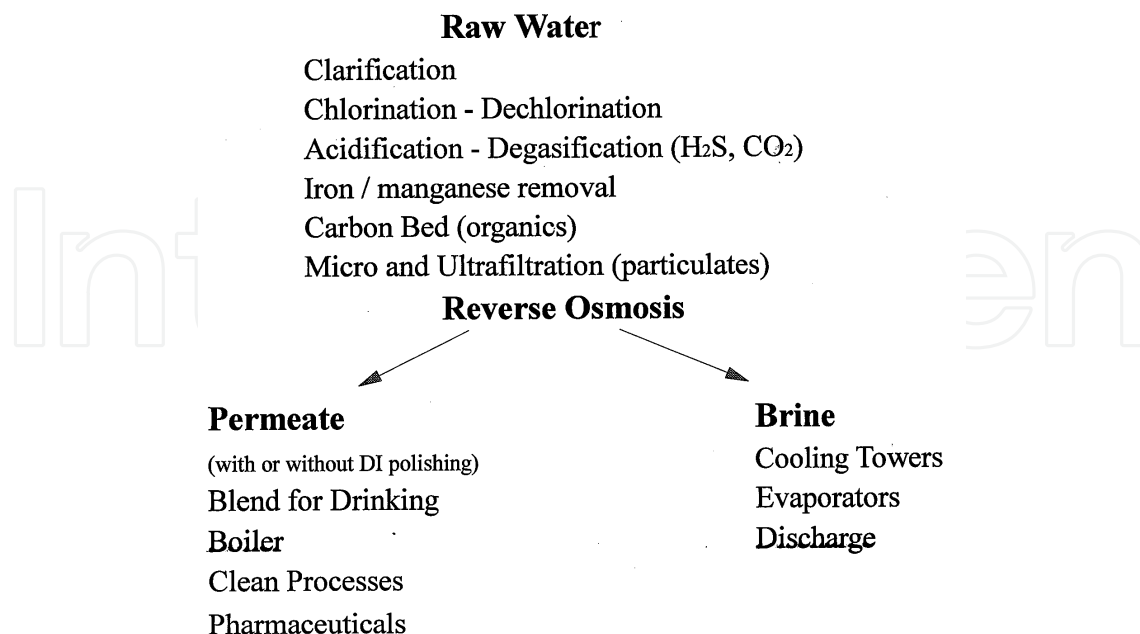 Raw Water
Clarification
Chlorination - Dechlorination
Acidification - Degasification (H₂S, CO₂)
Iron / manganese removal
Carbon Bed (organics)
Micro and Ultrafiltration (particulates)
Reverse Osmosis
Permeate
(with or without DI polishing)
Blend for Drinking
Boiler
Clean Processes
Pharmaceuticals
Brine
Cooling Towers
Evaporators
Discharge